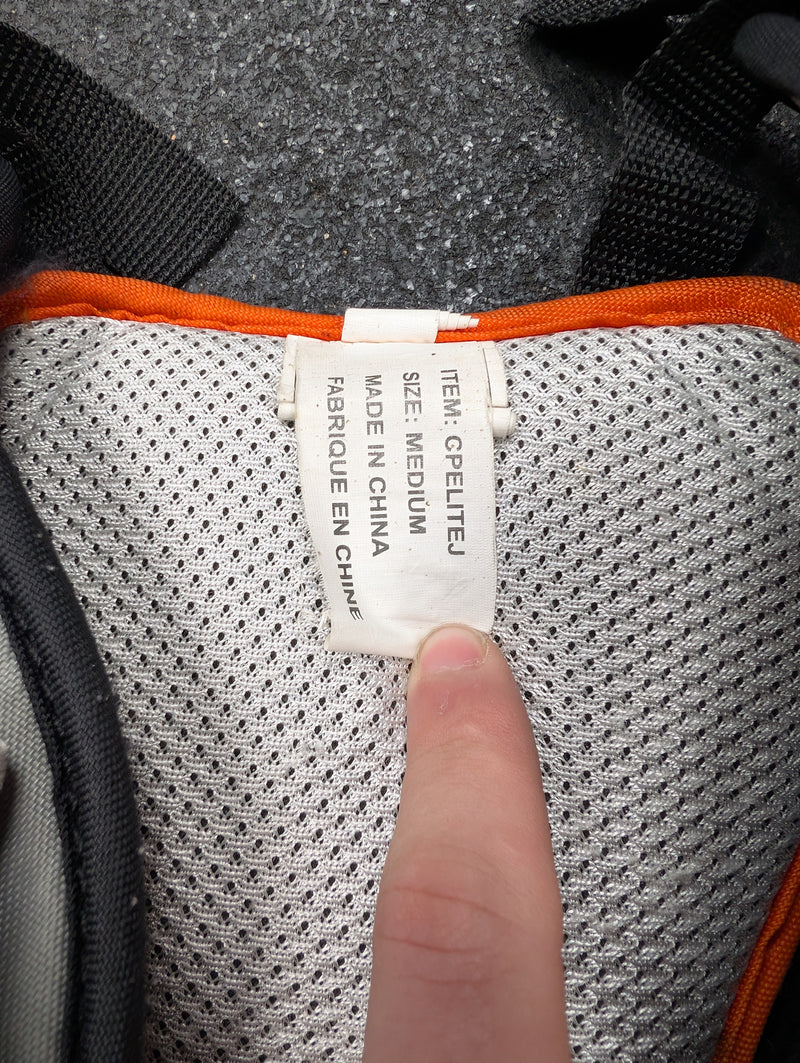 ITEM: CPELITEJ
SIZE: MEDIUM
MADE IN CHINA
FABRIQUE EN CHINE